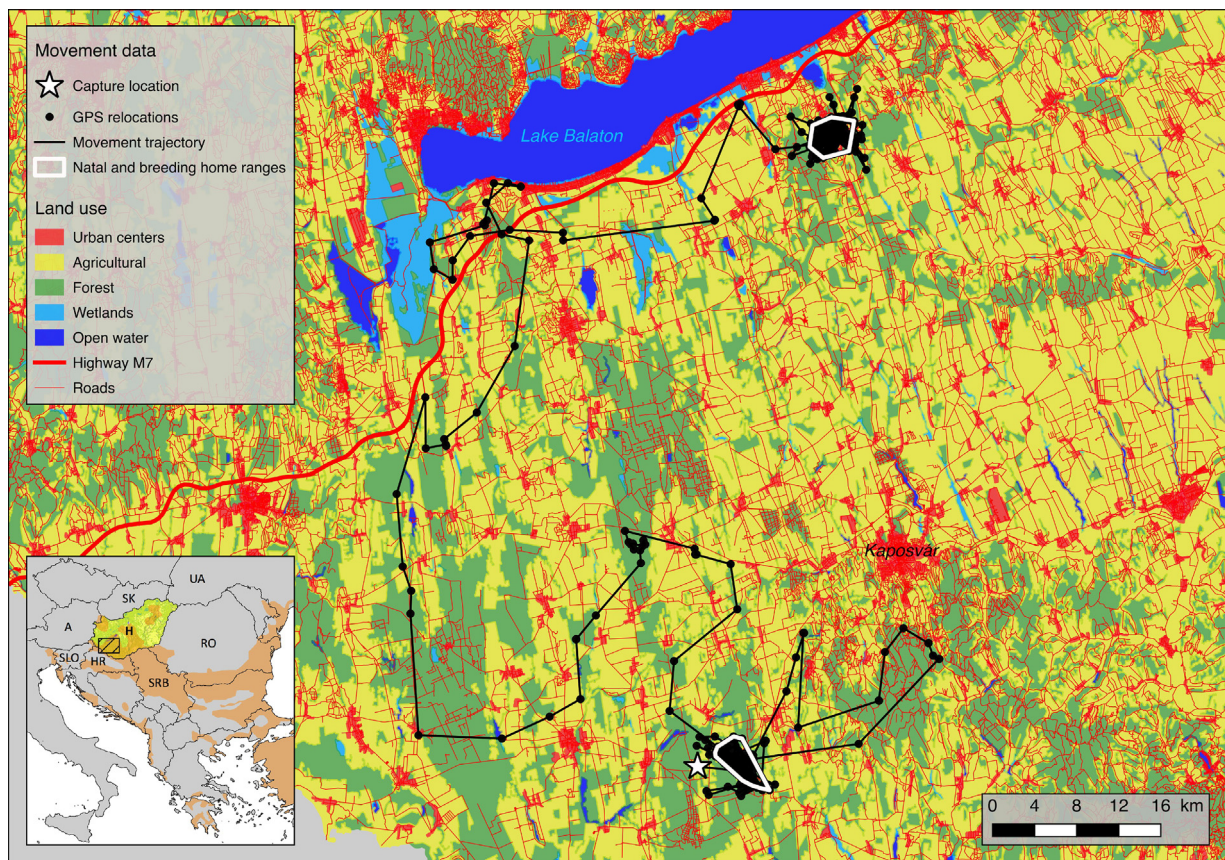 Movement data
Capture location
GPS relocations
Movement trajectory
Natal and breeding home ranges
Land use
Urban centers
Agricultural
Forest
Wetlands
Open water
Highway M7
Roads
Lake Balaton
Kaposvár
UA
SK
A
H
RO
SLO
HR
SRB
0 4 8 12 16 km